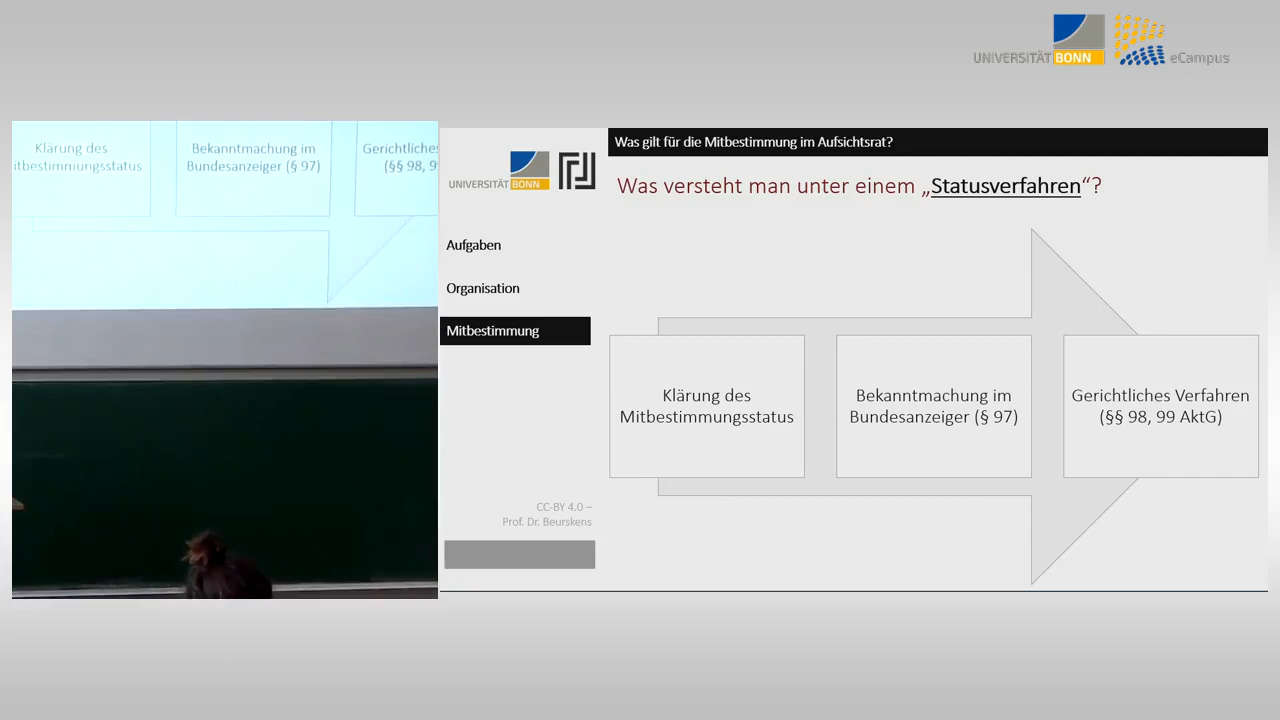 UNIVERSITÄT BONN
eCampus
Klärung des
itbestimmungsstatus
Bekanntmachung im
Bundesanzeiger (§ 97)
Gerichtliches
(§§ 98, 9
UNIVERSITÄT BONN
Aufgaben
Organisation
Mitbestimmung
CC-BY 4.0 –
Prof. Dr. Beurskens
Was gilt für die Mitbestimmung im Aufsichtsrat?
Was versteht man unter einem „Statusverfahren“?
Klärung des
Mitbestimmungsstatus
Bekanntmachung im
Bundesanzeiger (§ 97)
Gerichtliches Verfahren
(§§ 98, 99 AktG)